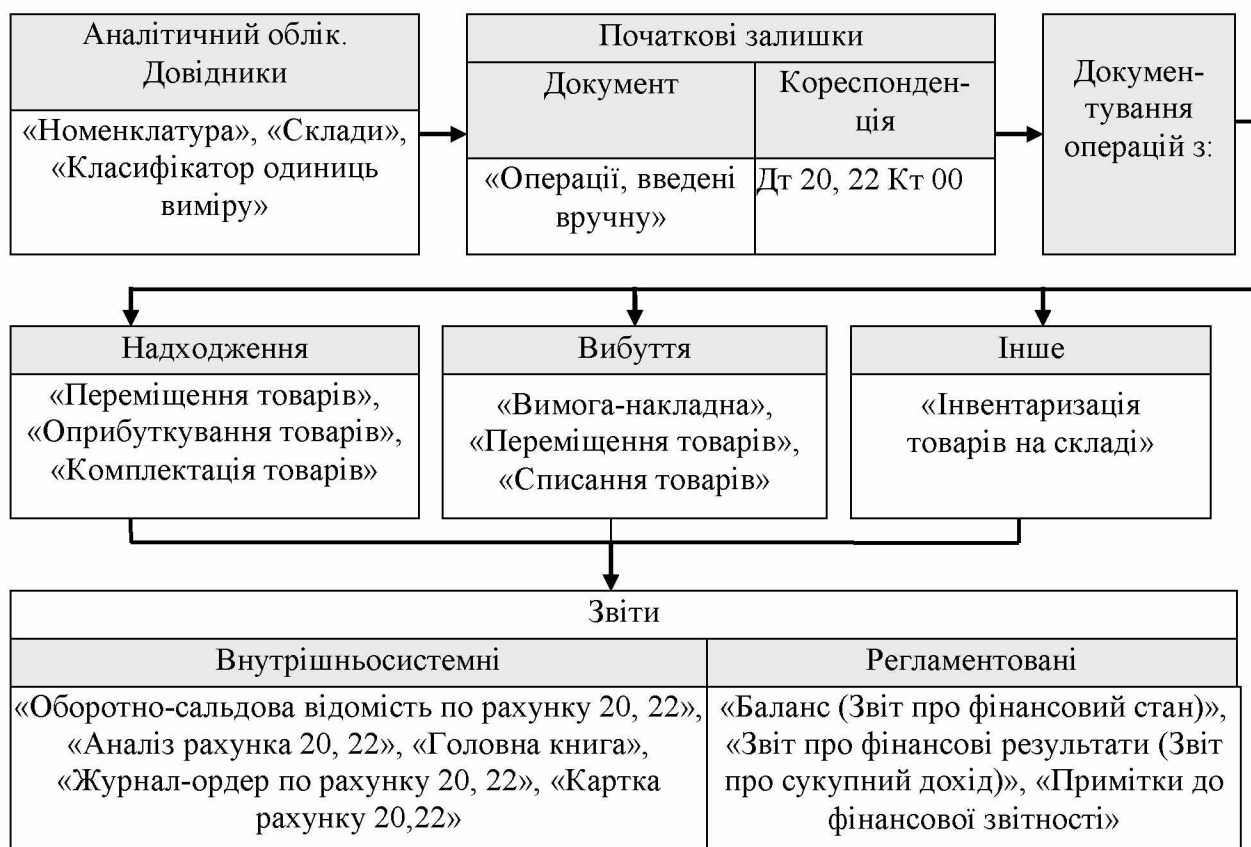 Аналітичний облік.
Довідники
«Номенклатура», «Склади»,
«Класифікатор одиниць
виміру»
Початкові залишки
Документ
Кореспонден-
ція
«Операції, введені
вручну»
Дт 20, 22 Кт 00
Докумен-
тування
операцій з:
Надходження
«Переміщення товарів»,
«Оприбуткування товарів»,
«Комплектація товарів»
Вибуття
«Вимога-накладна»,
«Переміщення товарів»,
«Списання товарів»
Інше
«Інвентаризація
товарів на складі»
Звіти
Внутрішньосистемні
«Оборотно-сальдова відомість по рахунку 20, 22»,
«Аналіз рахунка 20, 22», «Головна книга»,
«Журнал-ордер по рахунку 20, 22», «Картка
рахунку 20,22»
Регламентовані
«Баланс (Звіт про фінансовий стан)»,
«Звіт про фінансові результати (Звіт
про сукупний дохід)», «Примітки до
фінансової звітності»